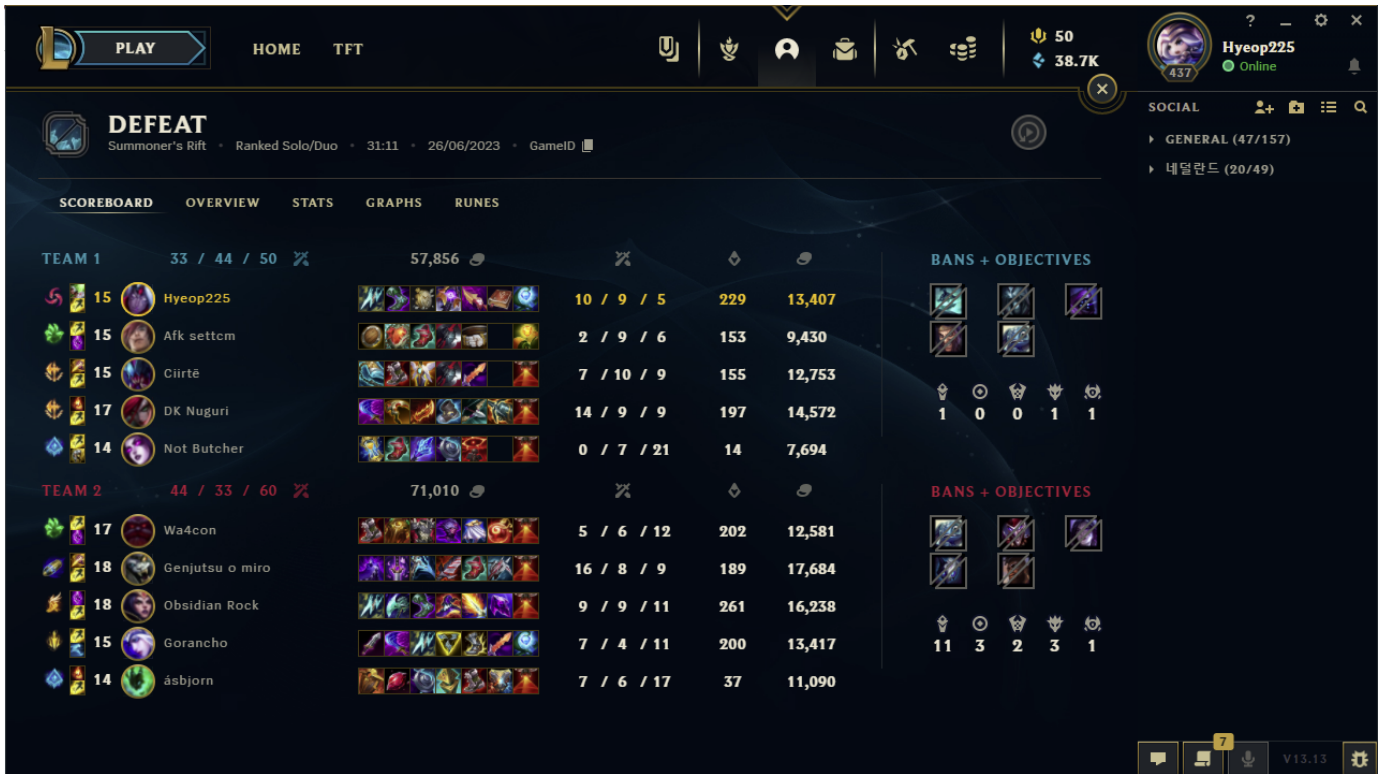 PLAY HOME TFT 50 38.7K ? Hyeop225 Online 437
DEFEAT
Summoner's Rift • Ranked Solo/Duo • 31:11 • 26/06/2023 • GameID
SCOREBOARD OVERVIEW STATS GRAPHS RUNES
TEAM 1 33 / 44 / 50 57,856 BANS + OBJECTIVES
15 Hyeop225 10 / 9 / 5 229 13,407
15 Afk settcm 2 / 9 / 6 153 9,430
15 Ciirtē 7 / 10 / 9 155 12,753
17 DK Nuguri 14 / 9 / 9 197 14,572
1 0 0 1 1
14 Not Butcher 0 / 7 / 21 14 7,694
TEAM 2 44 / 33 / 60 71,010 BANS + OBJECTIVES
17 Wa4con 5 / 6 / 12 202 12,581
18 Genjutsu o miro 16 / 8 / 9 189 17,684
18 Obsidian Rock 9 / 9 / 11 261 16,238
15 Gorancho 7 / 4 / 11 200 13,417
11 3 2 3 1
14 ásbjorn 7 / 6 / 17 37 11,090
SOCIAL
GENERAL (47/157)
네덜란드 (20/49)
7
V13.13